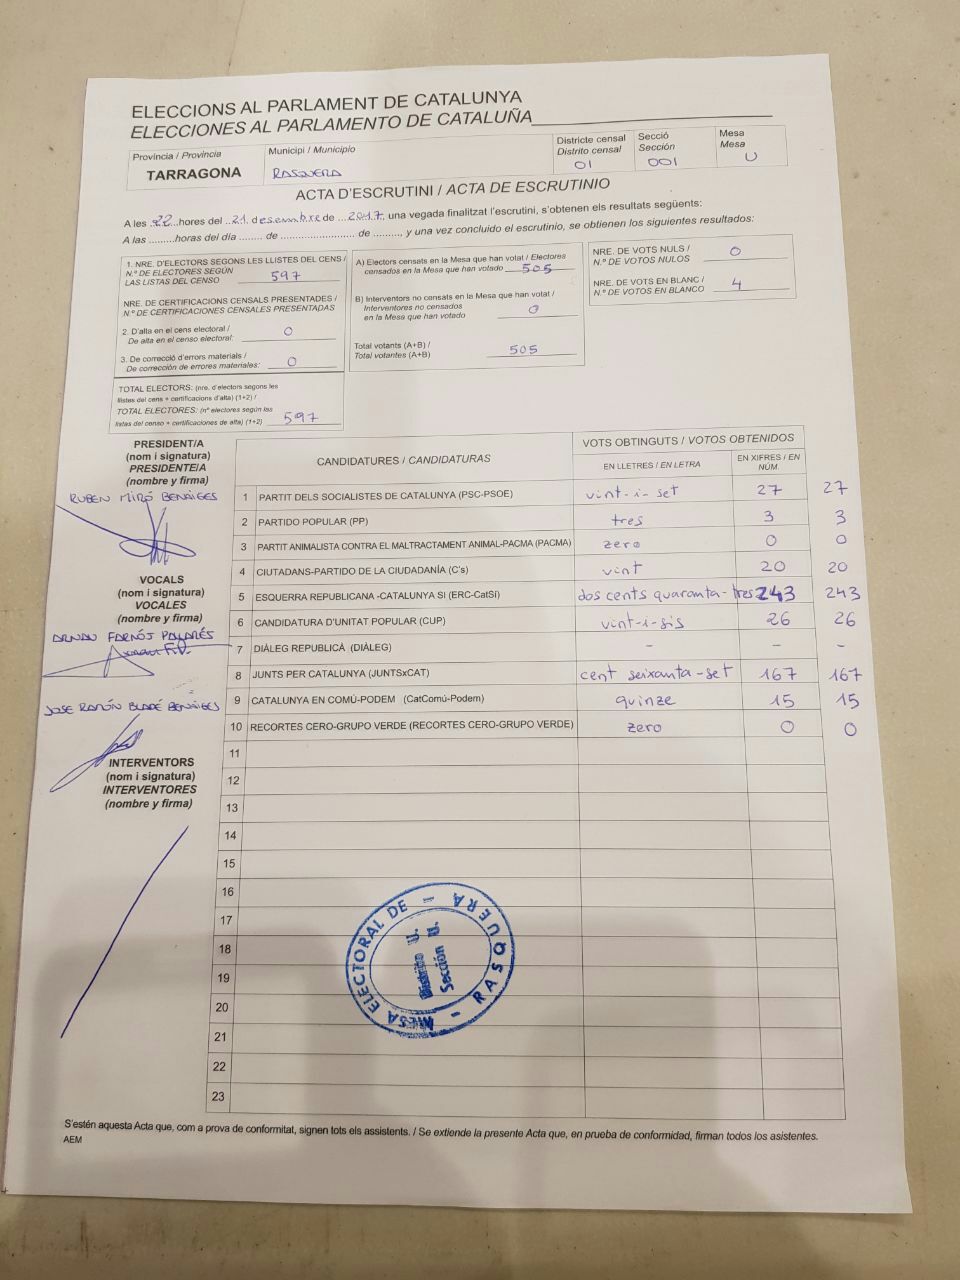 ELECCIONS AL PARLAMENT DE CATALUNYA
ELECCIONES AL PARLAMENTO DE CATALUÑA
Província / Provincia
TARRAGONA
Municipi / Municipio
RASQUERA
Districte censal
Distrito censal
01
Secció
Sección
001
Mesa
Mesa
U
ACTA D'ESCRUTINI / ACTA DE ESCRUTINIO
A les ..22...hores del ..21. desembre de ...2017, una vegada finalitzat l'escrutini, s'obtenen els resultats següents:
A las .........horas del día ........ de ......................... de ........., y una vez concluido el escrutinio, se obtienen los siguientes resultados:
1. NRE. D'ELECTORS SEGONS LES LLISTES DEL CENS /
N.º DE ELECTORES SEGÚN
LAS LISTAS DEL CENSO 597
NRE. DE CERTIFICACIONS CENSALS PRESENTADES /
N.º DE CERTIFICACIONES CENSALES PRESENTADAS
2. D'alta en el cens electoral /
De alta en el censo electoral: 0
3. De correcció d'errors materials /
De corrección de errores materiales: 0
TOTAL ELECTORS: (nre. d'electors segons les
llistes del cens + certificacions d'alta) (1+2) /
TOTAL ELECTORES: (nº electores según las
listas del censo + certificaciones de alta) (1+2) 597
A) Electors censats en la Mesa que han votat / Electores
censados en la Mesa que han votado 505
B) Interventors no censats en la Mesa que han votat /
Interventores no censados
en la Mesa que han votado 0
Total votants (A+B) /
Total votantes (A+B) 505
NRE. DE VOTS NULS /
N.º DE VOTOS NULOS 0
NRE. DE VOTS EN BLANC /
N.º DE VOTOS EN BLANCO 4
PRESIDENT/A
(nom i signatura)
PRESIDENTE/A
(nombre y firma)
RUBEN MIRÓ BENAIGES
VOCALS
(nom i signatura)
VOCALES
(nombre y firma)
ARNAU FARNÓS PALLARÉS
JOSE RAMÓN BLADÉ BENAIGES
INTERVENTORS
(nom i signatura)
INTERVENTORES
(nombre y firma)
CANDIDATURES / CANDIDATURAS
VOTS OBTINGUTS / VOTOS OBTENIDOS
EN LLETRES / EN LETRA
EN XIFRES / EN NÚM.
1 PARTIT DELS SOCIALISTES DE CATALUNYA (PSC-PSOE) vint-i-set 27 27
2 PARTIDO POPULAR (PP) tres 3 3
3 PARTIT ANIMALISTA CONTRA EL MALTRACTAMENT ANIMAL-PACMA (PACMA) zero 0 0
4 CIUTADANS-PARTIDO DE LA CIUDADANÍA (C's) vint 20 20
5 ESQUERRA REPUBLICANA -CATALUNYA SI (ERC-CatSI) dos cents quaranta-tres 243 243
6 CANDIDATURA D'UNITAT POPULAR (CUP) vint-i-sis 26 26
7 DIÀLEG REPUBLICÀ (DIÀLEG) - - -
8 JUNTS PER CATALUNYA (JUNTSxCAT) cent seixanta-set 167 167
9 CATALUNYA EN COMÚ-PODEM (CatComú-Podem) quinze 15 15
10 RECORTES CERO-GRUPO VERDE (RECORTES CERO-GRUPO VERDE) zero 0 0
11
12
13
14
15
16
17
18
19
20
21
22
23
MESA ELECTORAL DE - RASQUERA -
Distrito U.
Sección U.
S'estén aquesta Acta que, com a prova de conformitat, signen tots els assistents. / Se extiende la presente Acta que, en prueba de conformidad, firman todos los asistentes.
AEM